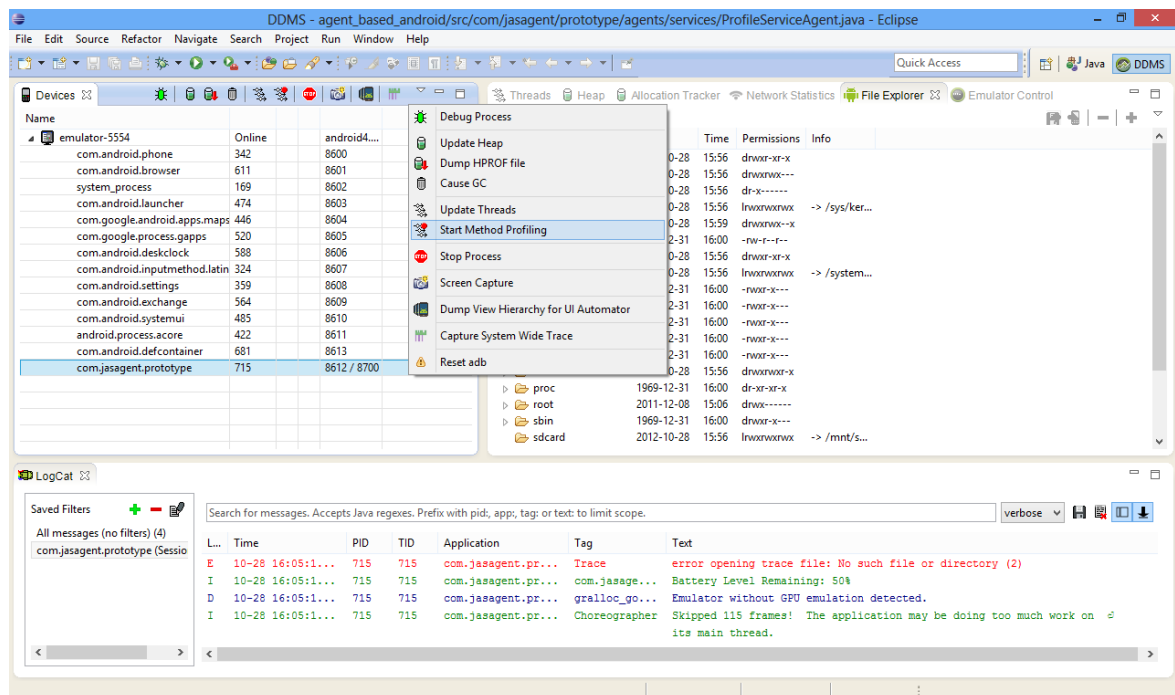 DDMS - agent_based_android/src/com/jasagent/prototype/agents/services/ProfileServiceAgent.java - Eclipse
File Edit Source Refactor Navigate Search Project Run Window Help
Quick Access Java DDMS
Devices
Name
emulator-5554 Online android4....
com.android.phone 342 8600
com.android.browser 611 8601
system_process 169 8602
com.android.launcher 474 8603
com.google.android.apps.maps 446 8604
com.google.process.gapps 520 8605
com.android.deskclock 588 8606
com.android.inputmethod.latin 324 8607
com.android.settings 359 8608
com.android.exchange 564 8609
com.android.systemui 485 8610
android.process.acore 422 8611
com.android.defcontainer 681 8613
com.jasagent.prototype 715 8612 / 8700
Debug Process
Update Heap
Dump HPROF file
Cause GC
Update Threads
Start Method Profiling
Stop Process
Screen Capture
Dump View Hierarchy for UI Automator
Capture System Wide Trace
Reset adb
Threads Heap Allocation Tracker Network Statistics File Explorer Emulator Control
Time Permissions Info
0-28 15:56 drwxr-xr-x
0-28 15:56 drwxrwx---
0-28 15:56 dr-x------
0-28 15:56 lrwxrwxrwx -> /sys/ker...
0-28 15:59 drwxrwx--x
2-31 16:00 -rw-r--r--
0-28 15:56 drwxr-xr-x
0-28 15:56 lrwxrwxrwx -> /system...
2-31 16:00 -rwxr-x---
2-31 16:00 -rwxr-x---
2-31 16:00 -rwxr-x---
2-31 16:00 -rwxr-x---
2-31 16:00 -rwxr-x---
0-28 15:56 drwxrwxr-x
proc 1969-12-31 16:00 dr-xr-xr-x
root 2011-12-08 15:06 drwx------
sbin 1969-12-31 16:00 drwxr-x---
sdcard 2012-10-28 15:56 lrwxrwxrwx -> /mnt/s...
LogCat
Saved Filters
All messages (no filters) (4)
com.jasagent.prototype (Sessio
Search for messages. Accepts Java regexes. Prefix with pid:, app:, tag: or text: to limit scope.
verbose
L... Time PID TID Application Tag Text
E 10-28 16:05:1... 715 715 com.jasagent.pr... Trace error opening trace file: No such file or directory (2)
I 10-28 16:05:1... 715 715 com.jasagent.pr... com.jasage... Battery Level Remaining: 50%
D 10-28 16:05:1... 715 715 com.jasagent.pr... gralloc_go... Emulator without GPU emulation detected.
I 10-28 16:05:1... 715 715 com.jasagent.pr... Choreographer Skipped 115 frames! The application may be doing too much work on
its main thread.